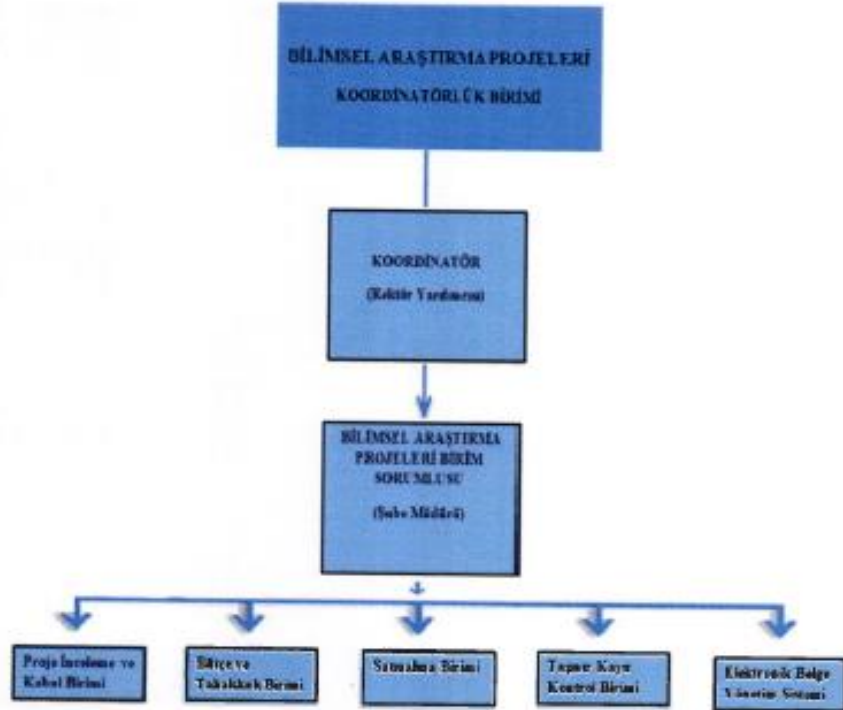 BİLİMSEL ARAŞTIRMA PROJELERİ
KOORDİNATÖRLÜK BİRİMİ
KOORDİNATÖR
(Rektör Yardımcısı)
BİLİMSEL ARAŞTIRMA
PROJELERİ BİRİM
SORUMLUSU
(Şube Müdürü)
Proje İnceleme ve
Kabul Birimi
Bütçe ve
Tahakkuk Birimi
Satınalma Birimi
Taşınır Kayıt
Kontrol Birimi
Elektronik Belge
Yönetim Sistemi